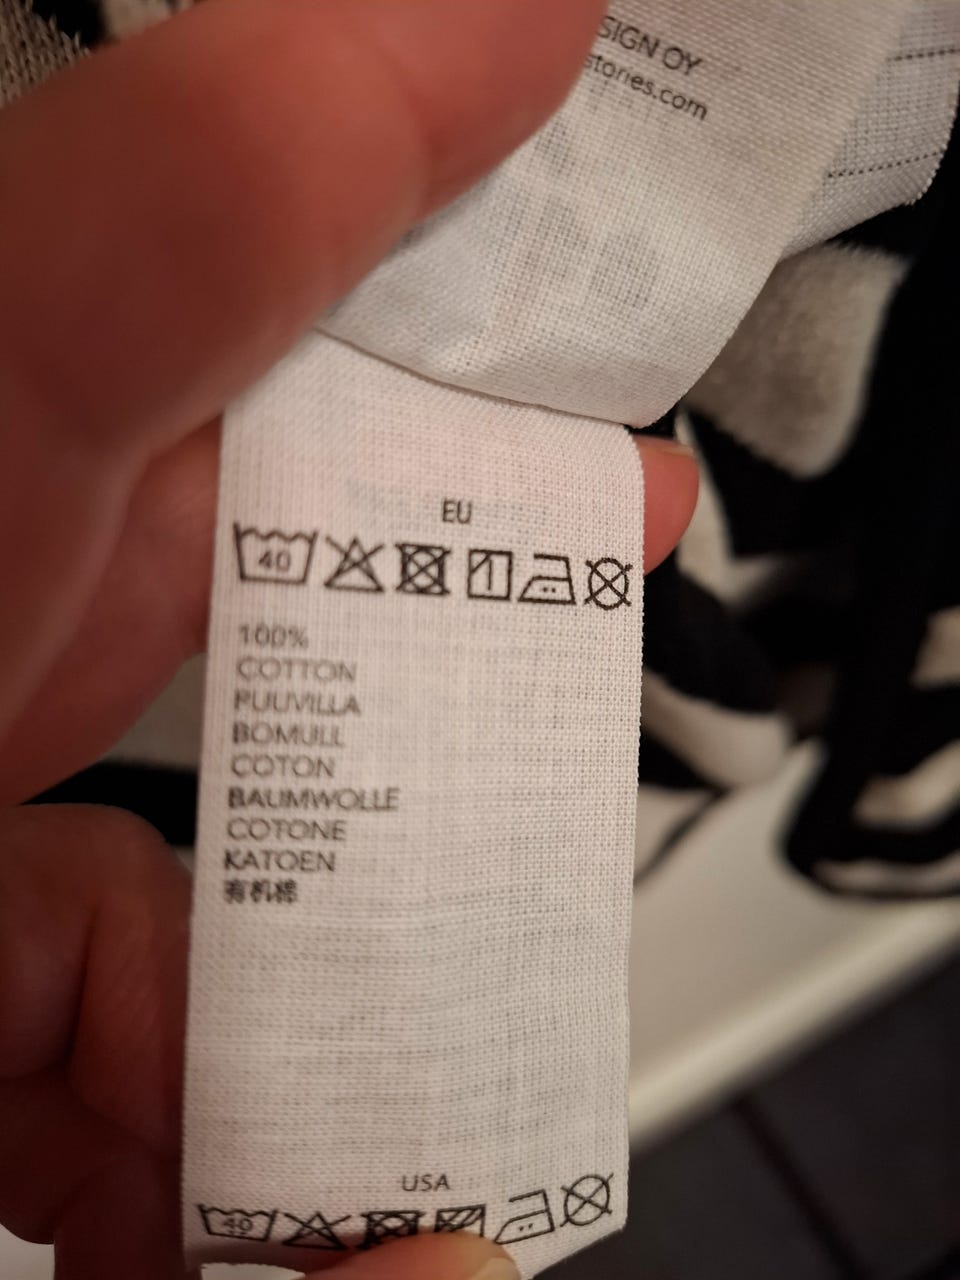 SIGN OY
stories.com
EU
40
100%
COTTON
PUUVILLA
BOMULL
COTON
BAUMWOLLE
COTONE
KATOEN
有机棉
USA
40